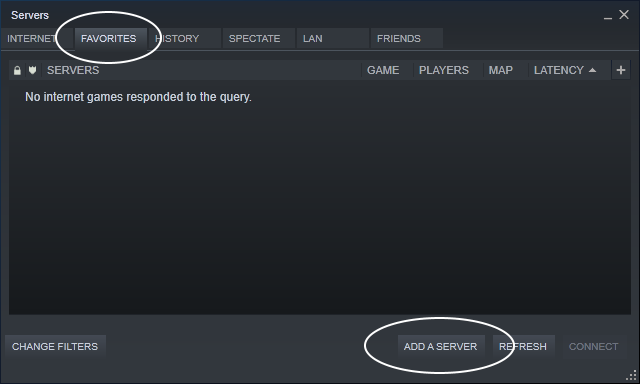 Servers
INTERNET FAVORITES HISTORY SPECTATE LAN FRIENDS
SERVERS GAME PLAYERS MAP LATENCY
No internet games responded to the query.
CHANGE FILTERS ADD A SERVER REFRESH CONNECT